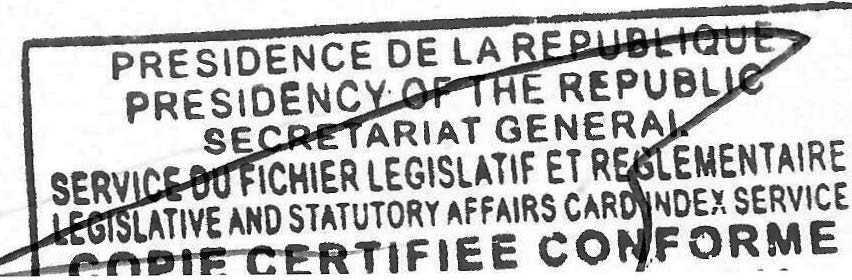 PRESIDENCE DE LA REPUBLIQUE
PRESIDENCY OF THE REPUBLIC
SECRETARIAT GENERAL
SERVICE DU FICHIER LEGISLATIF ET REGLEMENTAIRE
LEGISLATIVE AND STATUTORY AFFAIRS CARD INDEX SERVICE
COPIE CERTIFIEE CONFORME